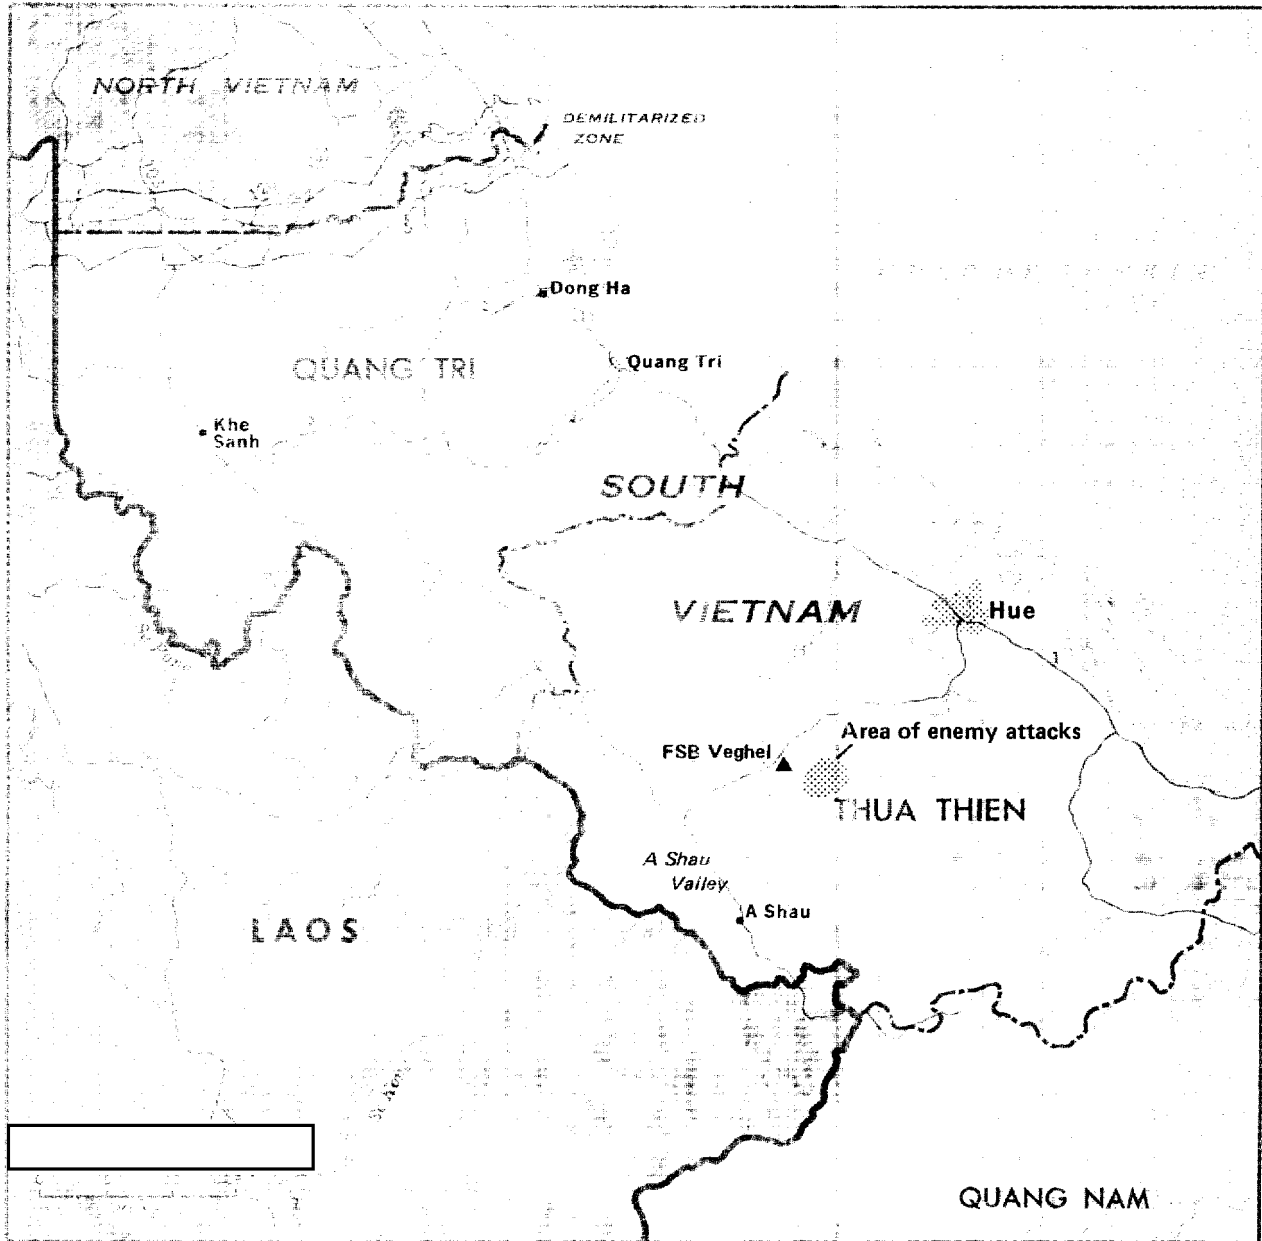 NORTH VIETNAM
DEMILITARIZED
ZONE
Dong Ha
QUANG TRI
Quang Tri
Khe
Sanh
SOUTH
VIETNAM
Hue
1
Area of enemy attacks
FSB Veghel
THUA THIEN
A Shau
Valley
A Shau
LAOS
QUANG NAM